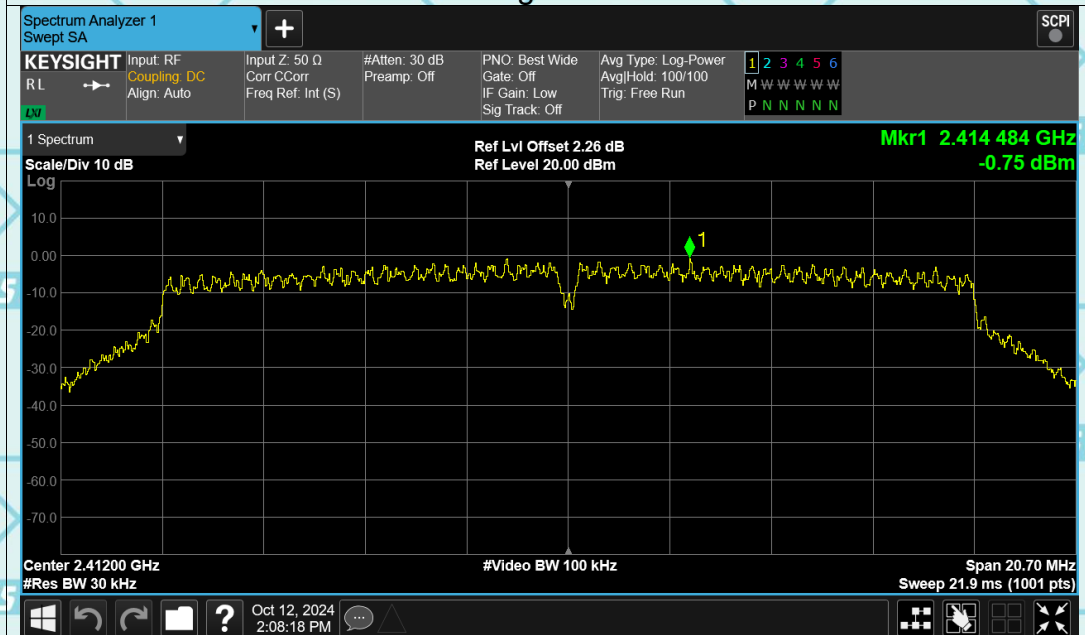 Spectrum Analyzer 1
Swept SA
+
SCPI
KEYSIGHT
R L
LXI
Input: RF
Coupling: DC
Align: Auto
Input Z: 50 Ω
Corr CCorr
Freq Ref: Int (S)
#Atten: 30 dB
Preamp: Off
PNO: Best Wide
Gate: Off
IF Gain: Low
Sig Track: Off
Avg Type: Log-Power
Avg|Hold: 100/100
Trig: Free Run
1 2 3 4 5 6
M W W W W W
P N N N N N
1 Spectrum
Scale/Div 10 dB
Ref Lvl Offset 2.26 dB
Ref Level 20.00 dBm
Mkr1 2.414 484 GHz
-0.75 dBm
Log
10.0
0.00
-10.0
-20.0
-30.0
-40.0
-50.0
-60.0
-70.0
1
Center 2.41200 GHz
#Res BW 30 kHz
#Video BW 100 kHz
Span 20.70 MHz
Sweep 21.9 ms (1001 pts)
?
Oct 12, 2024
2:08:18 PM